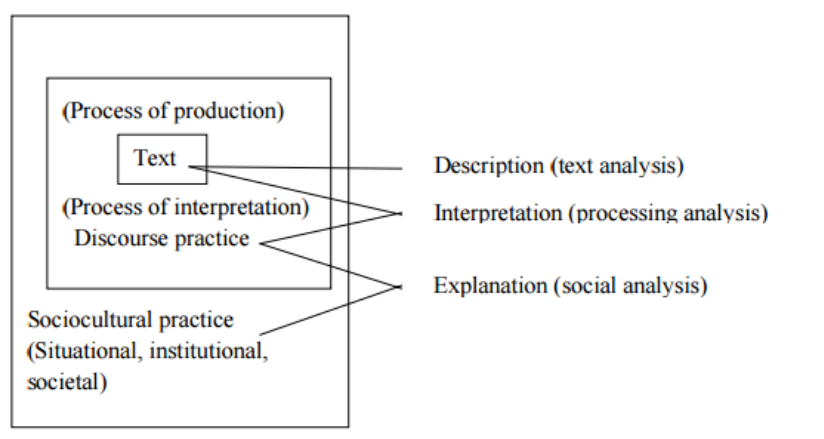 (Process of production)
Text
(Process of interpretation)
Discourse practice
Sociocultural practice
(Situational, institutional,
societal)
Description (text analysis)
Interpretation (processing analysis)
Explanation (social analysis)